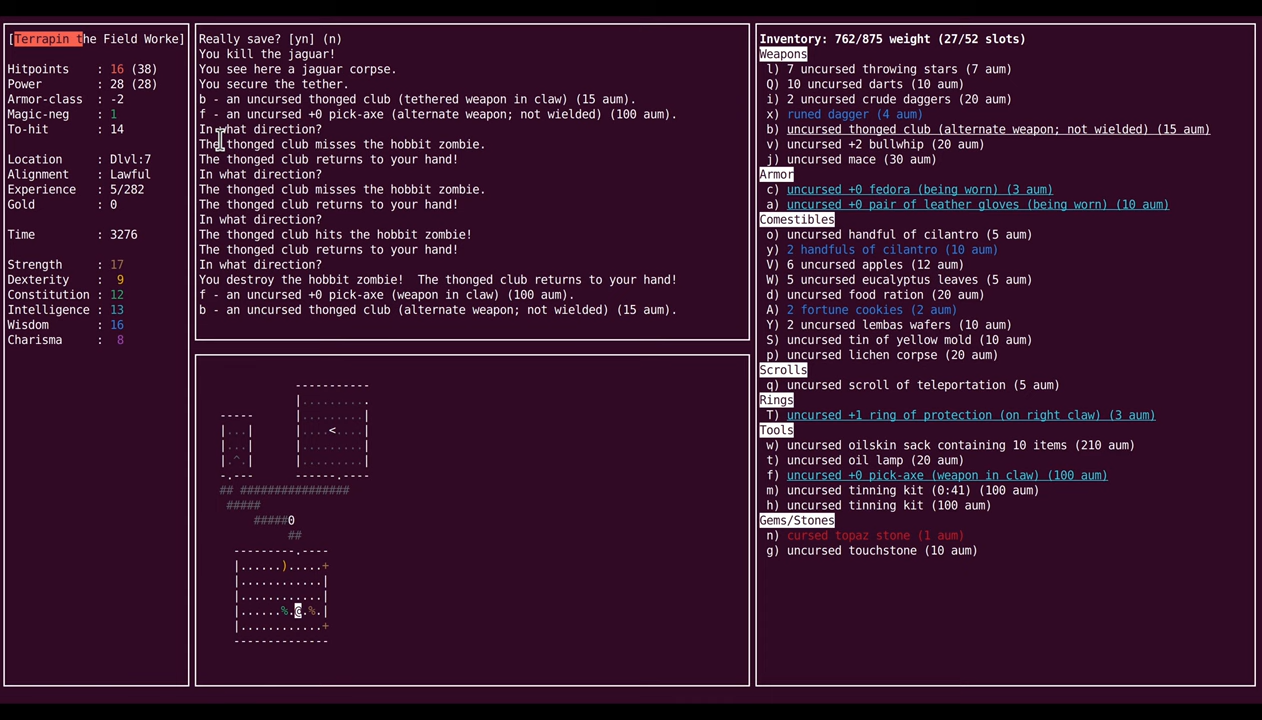 [Terrapin the Field Worke]
Hitpoints : 16 (38)
Power : 28 (28)
Armor-class : -2
Magic-neg : 1
To-hit : 14
Location : Dlvl:7
Alignment : Lawful
Experience : 5/282
Gold : 0
Time : 3276
Strength : 17
Dexterity : 9
Constitution : 12
Intelligence : 13
Wisdom : 16
Charisma : 8
Really save? [yn] (n)
You kill the jaguar!
You see here a jaguar corpse.
You secure the tether.
b - an uncursed thonged club (tethered weapon in claw) (15 aum).
f - an uncursed +0 pick-axe (alternate weapon; not wielded) (100 aum).
In what direction?
The thonged club misses the hobbit zombie.
The thonged club returns to your hand!
In what direction?
The thonged club misses the hobbit zombie.
The thonged club returns to your hand!
In what direction?
The thonged club hits the hobbit zombie!
The thonged club returns to your hand!
In what direction?
You destroy the hobbit zombie!  The thonged club returns to your hand!
f - an uncursed +0 pick-axe (weapon in claw) (100 aum).
b - an uncursed thonged club (alternate weapon; not wielded) (15 aum).
-----------
|..........
----- |.........|
|...| |....<....|
|...| |.........|
|.^.| |.........|
-.--- ------.----
## ################
#####
#####0
##
---------.----
|......).....+
|............|
|............|
|......%.@.%.|
|............+
--------------
Inventory: 762/875 weight (27/52 slots)
Weapons
l) 7 uncursed throwing stars (7 aum)
Q) 10 uncursed darts (10 aum)
i) 2 uncursed crude daggers (20 aum)
x) runed dagger (4 aum)
b) uncursed thonged club (alternate weapon; not wielded) (15 aum)
v) uncursed +2 bullwhip (20 aum)
j) uncursed mace (30 aum)
Armor
c) uncursed +0 fedora (being worn) (3 aum)
a) uncursed +0 pair of leather gloves (being worn) (10 aum)
Comestibles
o) uncursed handful of cilantro (5 aum)
y) 2 handfuls of cilantro (10 aum)
V) 6 uncursed apples (12 aum)
W) 5 uncursed eucalyptus leaves (5 aum)
d) uncursed food ration (20 aum)
A) 2 fortune cookies (2 aum)
Y) 2 uncursed lembas wafers (10 aum)
S) uncursed tin of yellow mold (10 aum)
p) uncursed lichen corpse (20 aum)
Scrolls
q) uncursed scroll of teleportation (5 aum)
Rings
T) uncursed +1 ring of protection (on right claw) (3 aum)
Tools
w) uncursed oilskin sack containing 10 items (210 aum)
t) uncursed oil lamp (20 aum)
f) uncursed +0 pick-axe (weapon in claw) (100 aum)
m) uncursed tinning kit (0:41) (100 aum)
h) uncursed tinning kit (100 aum)
Gems/Stones
n) cursed topaz stone (1 aum)
g) uncursed touchstone (10 aum)